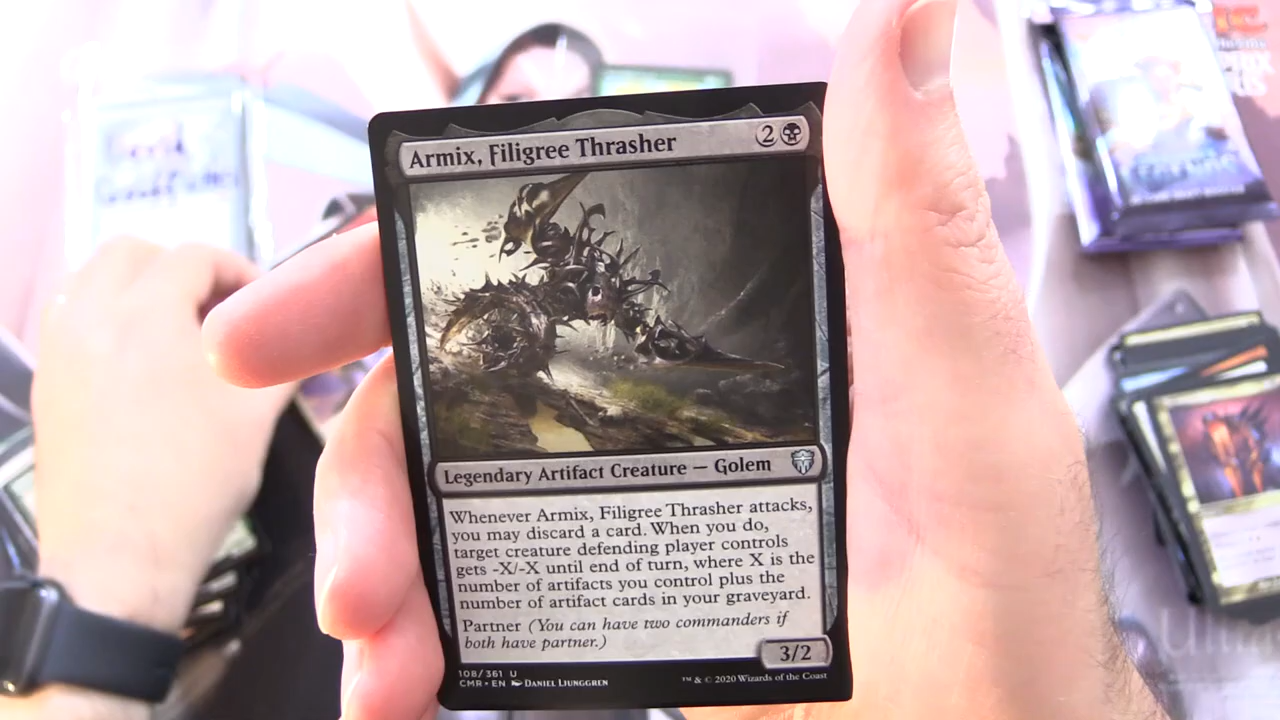 Armix, Filigree Thrasher 2
Legendary Artifact Creature — Golem
Whenever Armix, Filigree Thrasher attacks,
you may discard a card. When you do,
target creature defending player controls
gets -X/-X until end of turn, where X is the
number of artifacts you control plus the
number of artifact cards in your graveyard.
Partner (You can have two commanders if
both have partner.)
3/2
108/361 U
CMR • EN Daniel Ljunggren
™ & © 2020 Wizards of the Coast